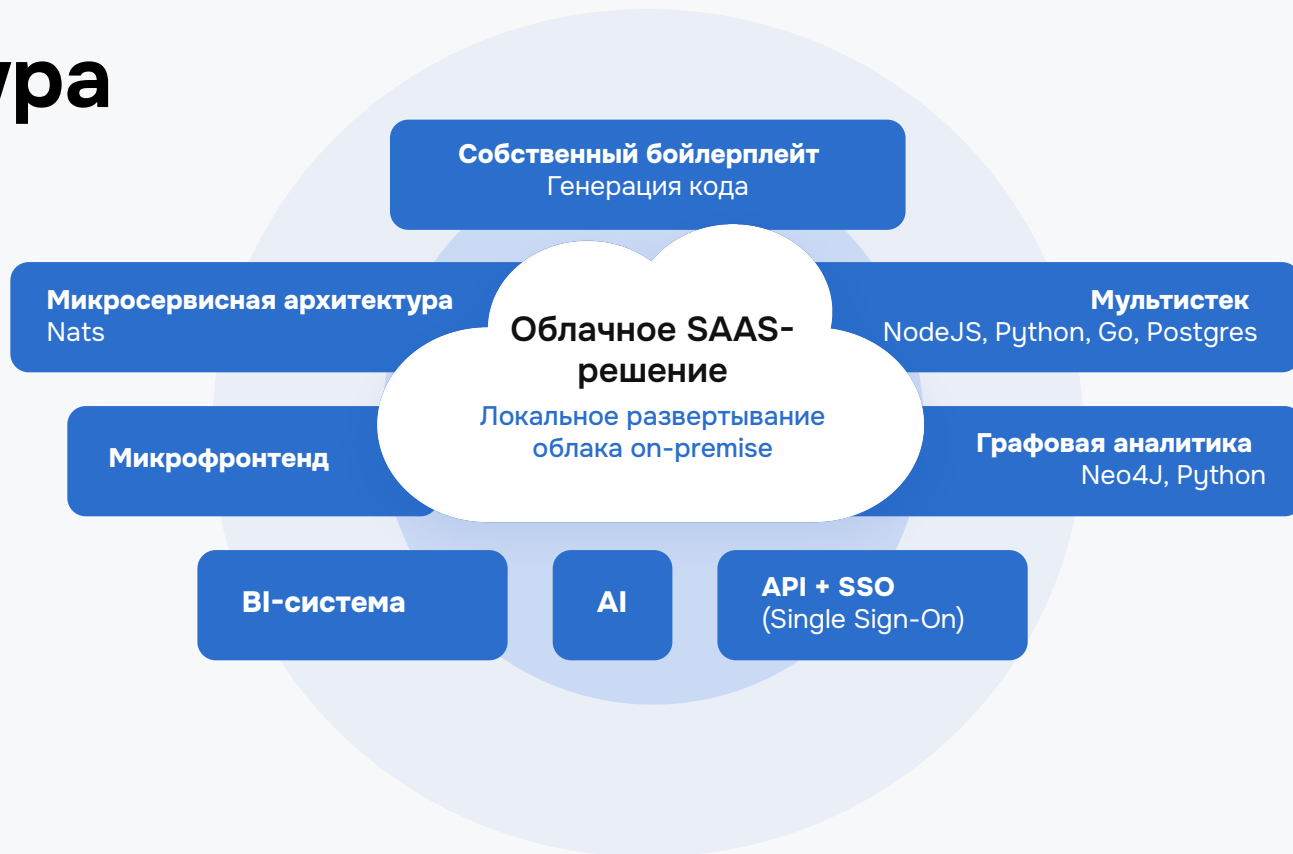 ура
Собственный бойлерплейт
Генерация кода
Микросервисная архитектура
Nats
Облачное SAAS-
решение
Локальное развертывание
облака on-premise
Мультистек
NodeJS, Python, Go, Postgres
Микрофронтенд
Графовая аналитика
Neo4J, Python
BI-система
AI
API + SSO
(Single Sign-On)